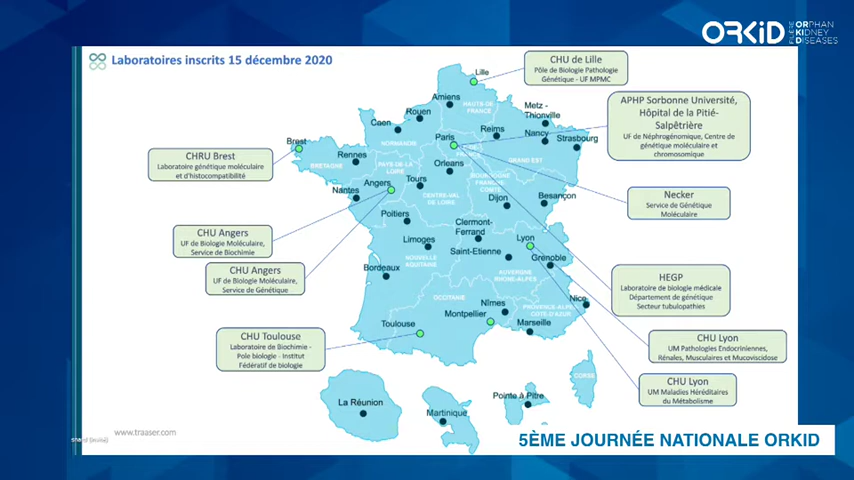 ORKiD
FILIÈRE
ORPHAN
KIDNEY
DISEASES
Laboratoires inscrits 15 décembre 2020
CHU de Lille
Pôle de Biologie Pathologie
Génétique - UF MPMC
APHP Sorbonne Université,
Hôpital de la Pitié-
Salpêtrière
UF de Néphrogénomique, Centre de
génétique moléculaire et
chromosomique
Necker
Service de Génétique
Moléculaire
HEGP
Laboratoire de biologie médicale
Département de génétique
Secteur tubulopathies
CHU Lyon
UM Pathologies Endocriniennes,
Rénales, Musculaires et Mucoviscidose
CHU Lyon
UM Maladies Héréditaires
du Métabolisme
CHRU Brest
Laboratoire génétique moléculaire
et d'histocompatibilité
CHU Angers
UF de Biologie Moléculaire,
Service de Biochimie
CHU Angers
UF de Biologie Moléculaire,
Service de Génétique
CHU Toulouse
Laboratoire de Biochimie -
Pole biologie - Institut
Fédératif de biologie
Lille
Amiens
HAUTS-DE-
FRANCE
Rouen
Caen
NORMANDIE
Metz -
Thionville
Reims
Nancy
Strasbourg
Paris
GRAND EST
Brest
BRETAGNE
Rennes
PAYS DE LA
LOIRE
Orleans
Angers
Tours
Nantes
CENTRE-VAL
DE LOIRE
BOURGOGNE
FRANCHE-
COMTÉ
Dijon
Besançon
Poitiers
Clermont-
Ferrand
Limoges
Lyon
Saint-Etienne
Grenoble
NOUVELLE
AQUITAINE
AUVERGNE
RHÔNE-ALPES
Bordeaux
OCCITANIE
Nîmes
Montpellier
PROVENCE-ALPES
CÔTE D'AZUR
Nice
Toulouse
Marseille
CORSE
La Réunion
Martinique
Pointe à Pitre
www.traaser.com
5ÈME JOURNÉE NATIONALE ORKID